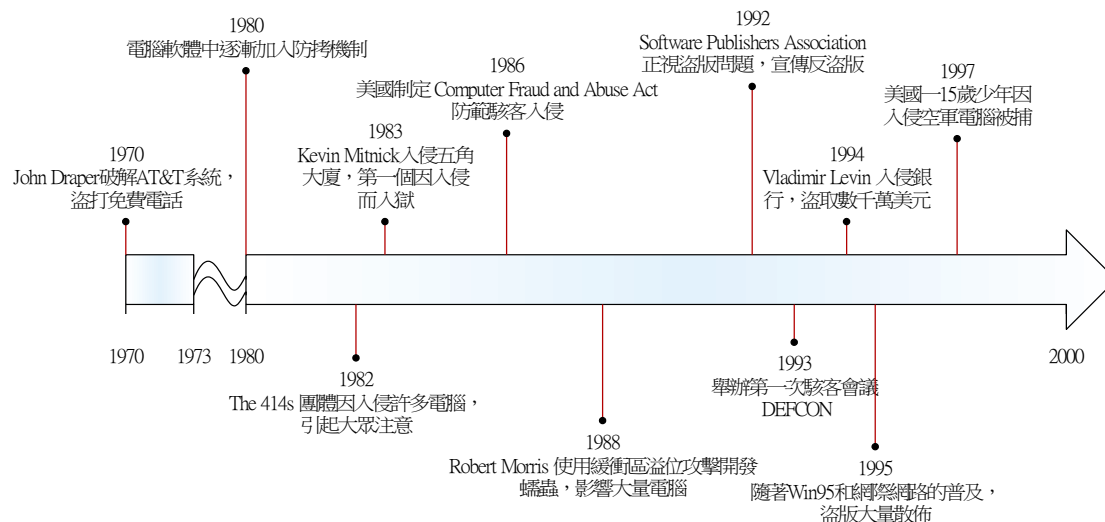 1980
電腦軟體中逐漸加入防拷機制
1992
Software Publishers Association
正視盜版問題，宣傳反盜版
1986
美國制定 Computer Fraud and Abuse Act
防範駭客入侵
1997
美國一15歲少年因
入侵空軍電腦被捕
1983
Kevin Mitnick入侵五角
大廈，第一個因入侵
而入獄
1970
John Draper破解AT&T系統，
盜打免費電話
1994
Vladimir Levin 入侵銀
行，盜取數千萬美元
1970
1973
1980
2000
1982
The 414s 團體因入侵許多電腦，
引起大眾注意
1993
舉辦第一次駭客會議
DEFCON
1988
Robert Morris 使用緩衝區溢位攻擊開發
蠕蟲，影響大量電腦
1995
隨著Win95和網際網路的普及，
盜版大量散佈